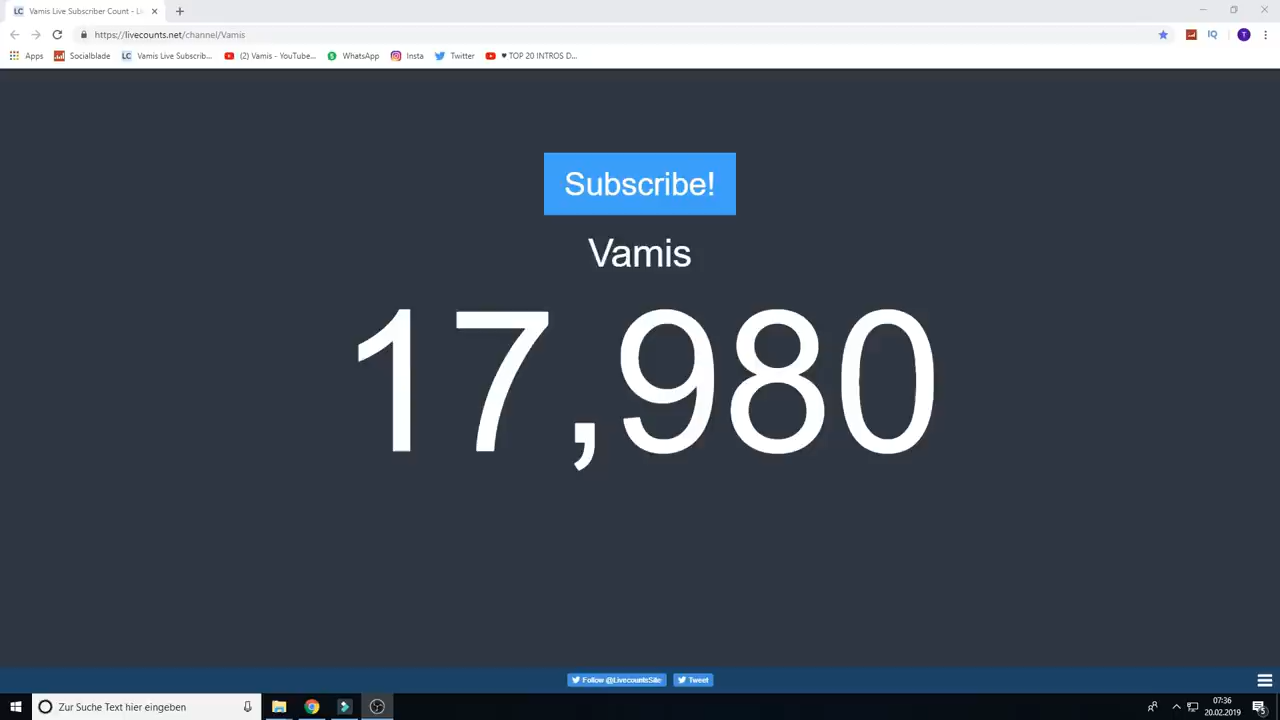 Vamis Live Subscriber Count - Li
https://livecounts.net/channel/Vamis
Apps
Socialblade
Vamis Live Subscrib...
(2) Vamis - YouTube...
WhatsApp
Insta
Twitter
♥ TOP 20 INTROS D...
Subscribe!
Vamis
17,980
Follow @LivecountsSite
Tweet
Zur Suche Text hier eingeben
07:36
20.02.2019